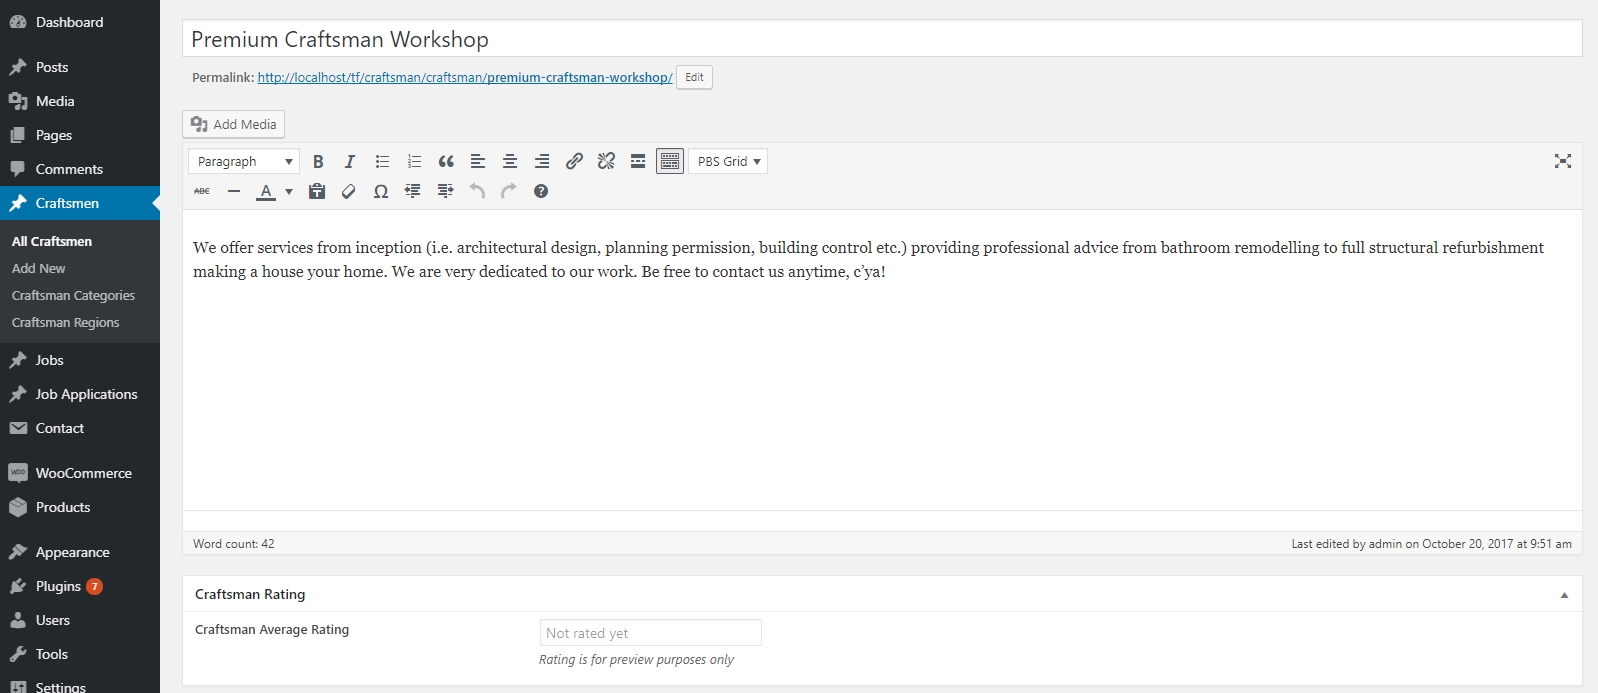 Dashboard
Posts
Media
Pages
Comments
Craftsmen
All Craftsmen
Add New
Craftsman Categories
Craftsman Regions
Jobs
Job Applications
Contact
WOO WooCommerce
Products
Appearance
Plugins 7
Users
Tools
Settings
Premium Craftsman Workshop
Permalink: http://localhost/tf/craftsman/craftsman/premium-craftsman-workshop/ Edit
Add Media
Paragraph B I PBS Grid
ABC A Ω
We offer services from inception (i.e. architectural design, planning permission, building control etc.) providing professional advice from bathroom remodelling to full structural refurbishment
making a house your home. We are very dedicated to our work. Be free to contact us anytime, c’ya!
Word count: 42 Last edited by admin on October 20, 2017 at 9:51 am
Craftsman Rating
Craftsman Average Rating Not rated yet
Rating is for preview purposes only